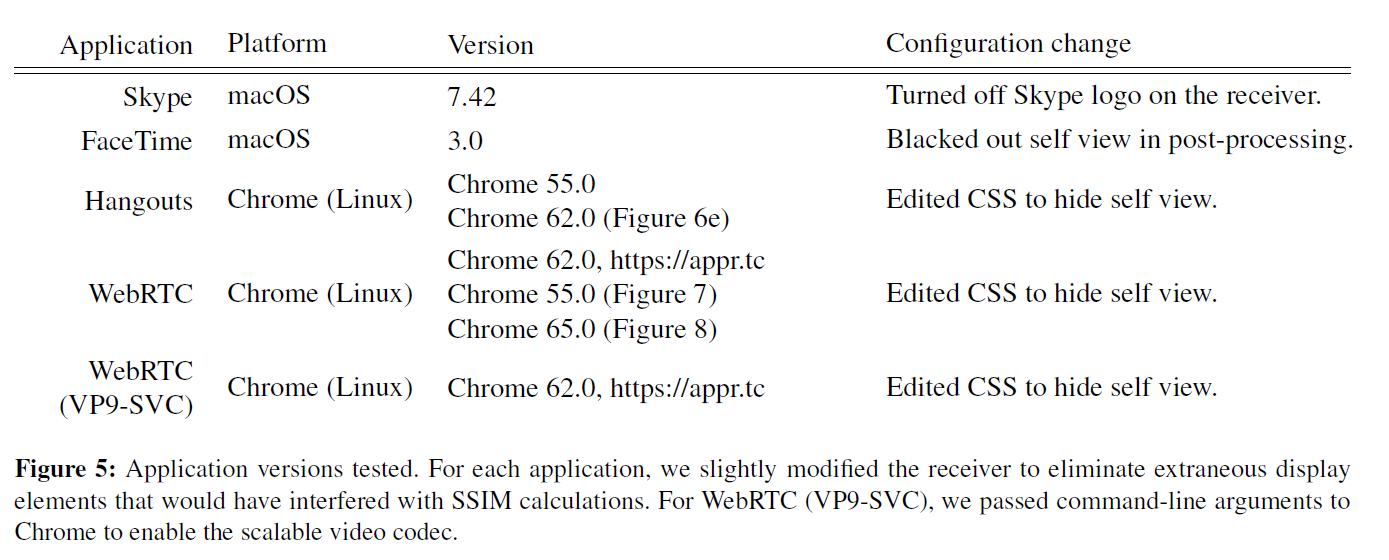 Application Platform Version Configuration change
Skype macOS 7.42 Turned off Skype logo on the receiver.
FaceTime macOS 3.0 Blacked out self view in post-processing.
Hangouts Chrome (Linux) Chrome 55.0
Chrome 62.0 (Figure 6e) Edited CSS to hide self view.
WebRTC Chrome (Linux) Chrome 62.0, https://appr.tc
Chrome 55.0 (Figure 7)
Chrome 65.0 (Figure 8) Edited CSS to hide self view.
WebRTC
(VP9-SVC) Chrome (Linux) Chrome 62.0, https://appr.tc Edited CSS to hide self view.
Figure 5: Application versions tested. For each application, we slightly modified the receiver to eliminate extraneous display
elements that would have interfered with SSIM calculations. For WebRTC (VP9-SVC), we passed command-line arguments to
Chrome to enable the scalable video codec.